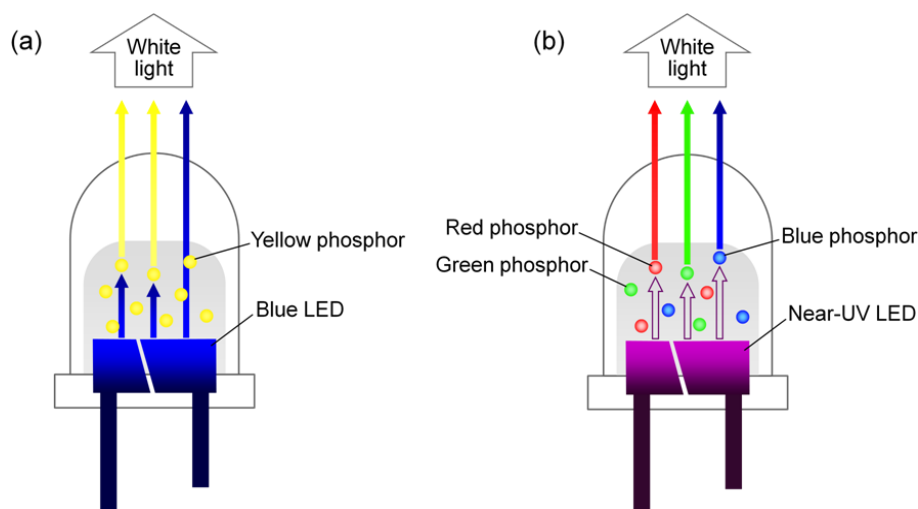 (a)
White
light
Yellow phosphor
Blue LED
(b)
White
light
Red phosphor
Green phosphor
Blue phosphor
Near-UV LED